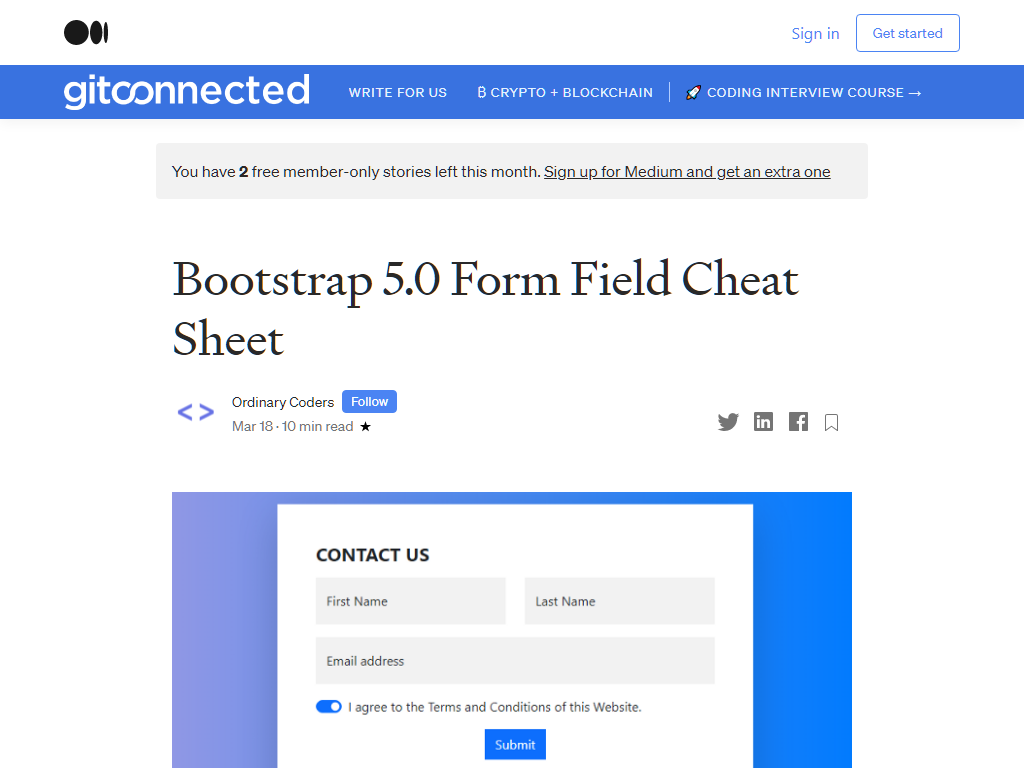 Sign in
Get started
gitconnected
WRITE FOR US
₿ CRYPTO + BLOCKCHAIN
🚀 CODING INTERVIEW COURSE →
You have 2 free member-only stories left this month. Sign up for Medium and get an extra one
Bootstrap 5.0 Form Field Cheat
Sheet
< >
Ordinary Coders
Follow
Mar 18 · 10 min read ★
CONTACT US
First Name
Last Name
Email address
I agree to the Terms and Conditions of this Website.
Submit